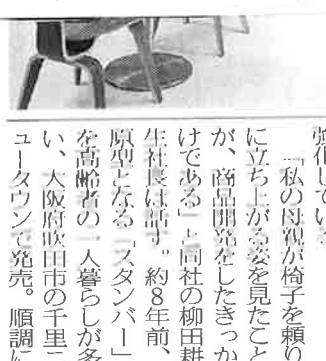 強化している。
「私の母親が椅子を頼り
に立ち上がる姿を見たこと
が、商品開発をしたきっか
けである」と同社の柳田耕
生社長は話す。約8年前、
原型となる「スタンバー」
を高齢者の一人暮らしが多
い、大阪府吹田市の千里ニ
ュータウンで発売。順調に